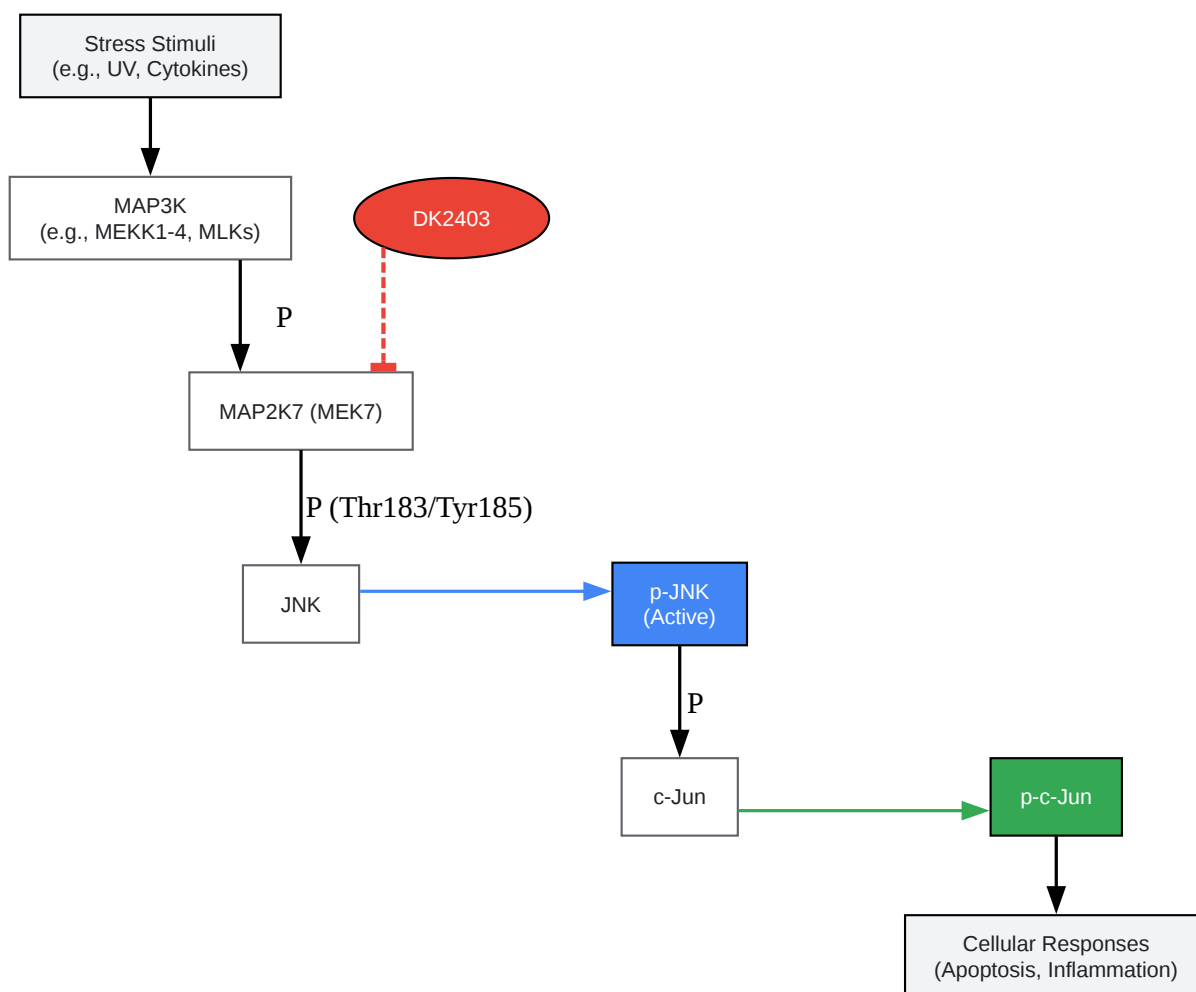 Stress Stimuli
(e.g., UV, Cytokines)
MAP3K
(e.g., MEKK1-4, MLKs)
DK2403
P
MAP2K7 (MEK7)
P (Thr183/Tyr185)
JNK
p-JNK
(Active)
P
c-Jun
p-c-Jun
Cellular Responses
(Apoptosis, Inflammation)